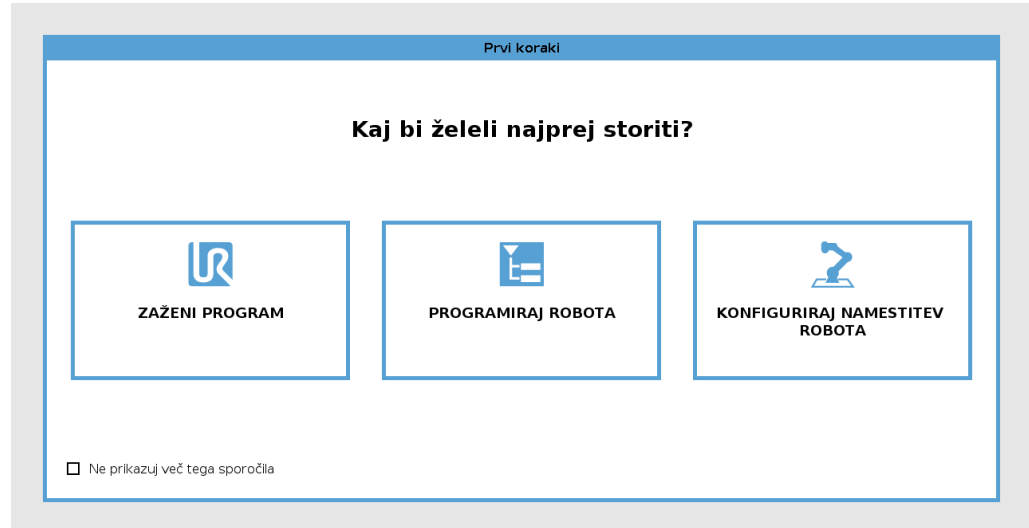 Prvi koraki
Kaj bi želeli najprej storiti?
ZAŽENI PROGRAM
PROGRAMIRAJ ROBOTA
KONFIGURIRAJ NAMESTITEV
ROBOTA
Ne prikazuj več tega sporočila